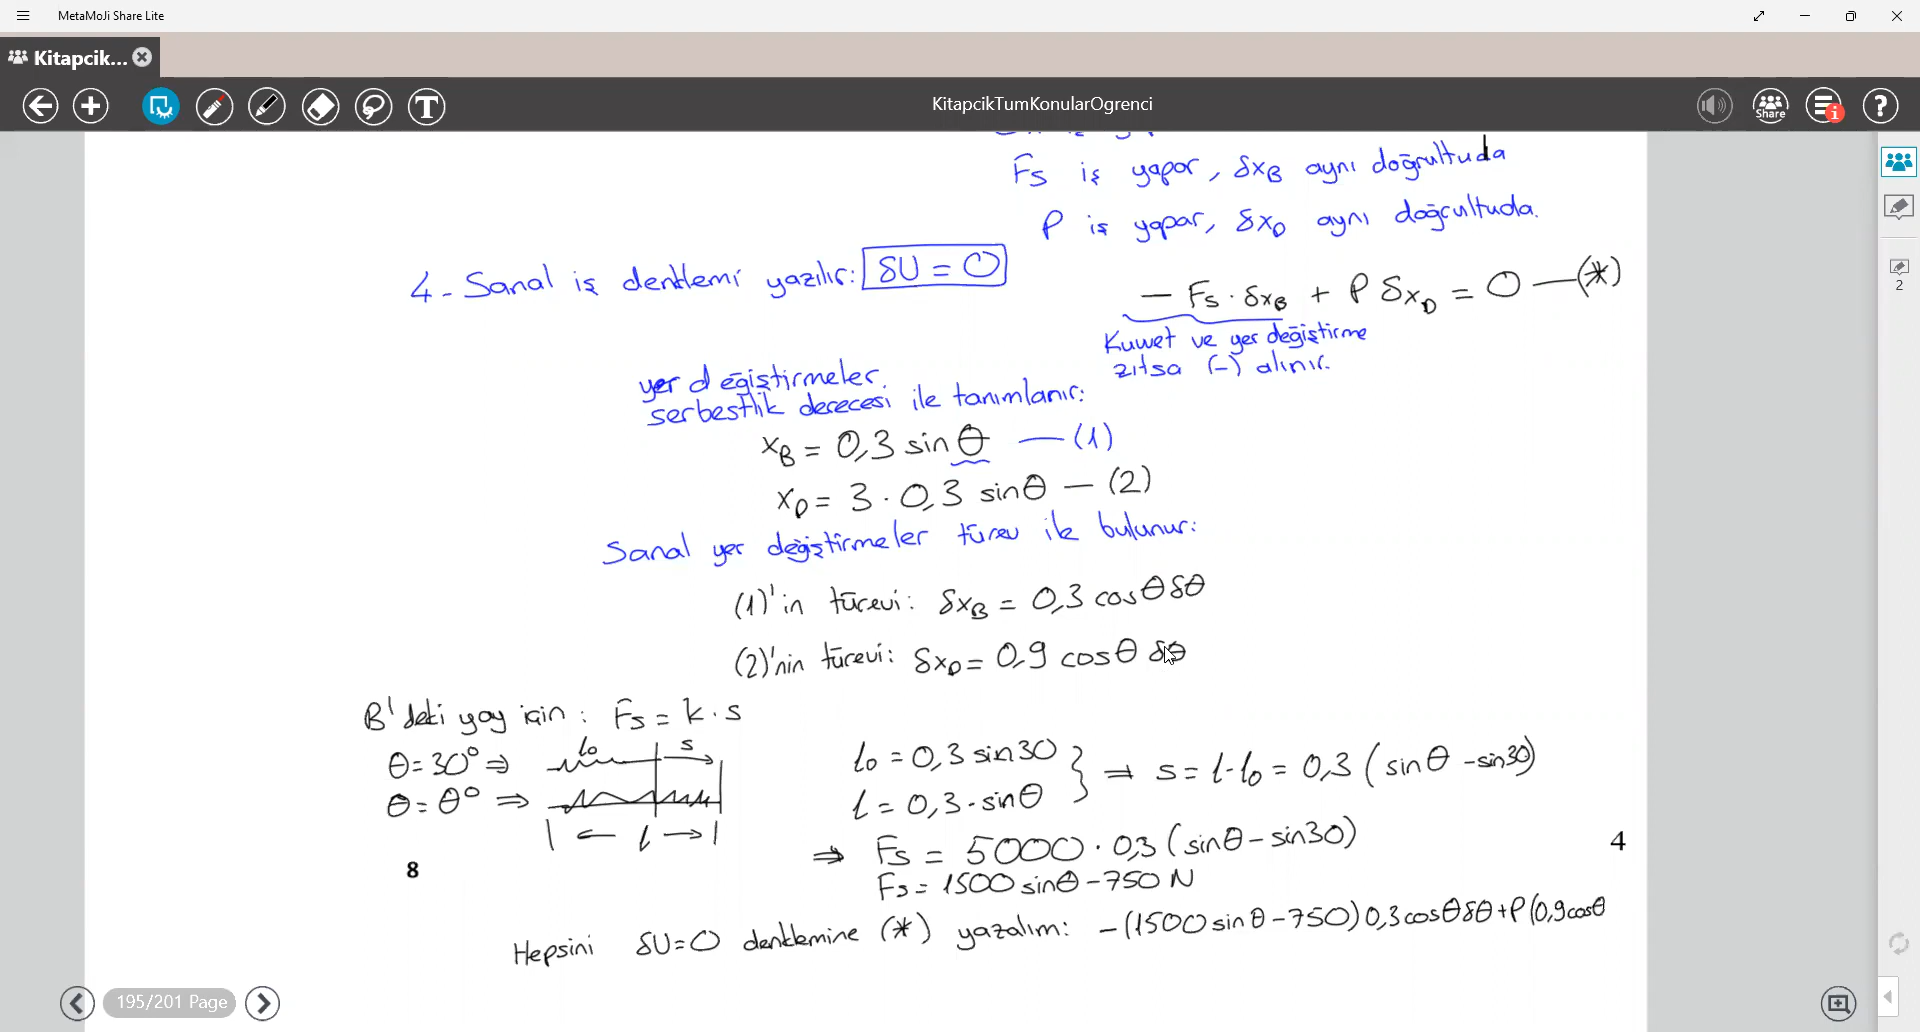 MetaMoJi Share Lite
Kitapcik...
KitapcikTumKonularOgrenci
Share
Fs iş yapar, δxB aynı doğrultuda
P iş yapar, δxD aynı doğrultuda.
4 - Sanal iş denklemi yazılır: δU = 0
- Fs · δxB + P δxD = 0 —(*)
Kuvvet ve yer değiştirme
zıtsa (-) alınır.
yer değiştirmeler
serbestlik derecesi ile tanımlanır:
xB = 0,3 sinθ — (1)
xD = 3 · 0,3 sinθ — (2)
Sanal yer değiştirmeler türev ile bulunur:
(1)'in türevi: δxB = 0,3 cosθ δθ
(2)'nin türevi: δxD = 0,9 cosθ δθ
B'deki yay için : Fs = k · s
θ = 30° ⇒ l0 s
θ = θ° ⇒
| ← l → |
l0 = 0,3 sin30
l = 0,3 · sinθ
} ⇒ s = l - l0 = 0,3 (sinθ - sin30)
⇒ Fs = 5000 · 0,3 (sinθ - sin30)
Fs = 1500 sinθ - 750 N
8
4
Hepsini δU=0 denklemine (*) yazalım: -(1500 sinθ - 750) 0,3 cosθ δθ + P(0,9 cosθ
195/201 Page
2